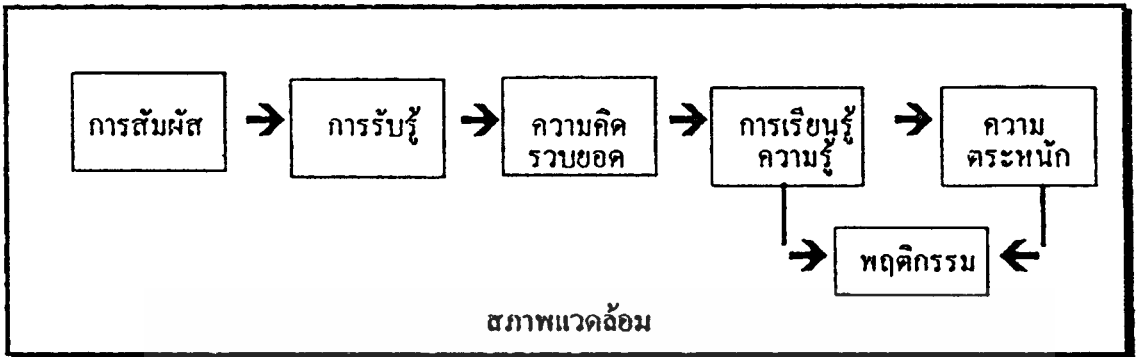 การสัมผัส
การรับรู้
ความคิด
รวบยอด
การเรียนรู้
ความรู้
ความ
ตระหนัก
พฤติกรรม
สภาพแวดล้อม